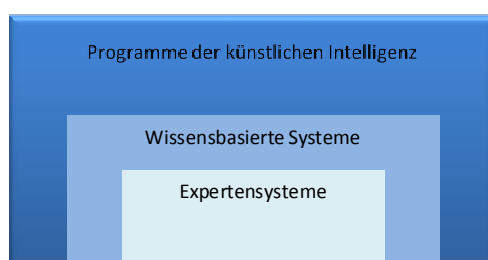 Programme der künstlichen Intelligenz
Wissensbasierte Systeme
Expertensysteme